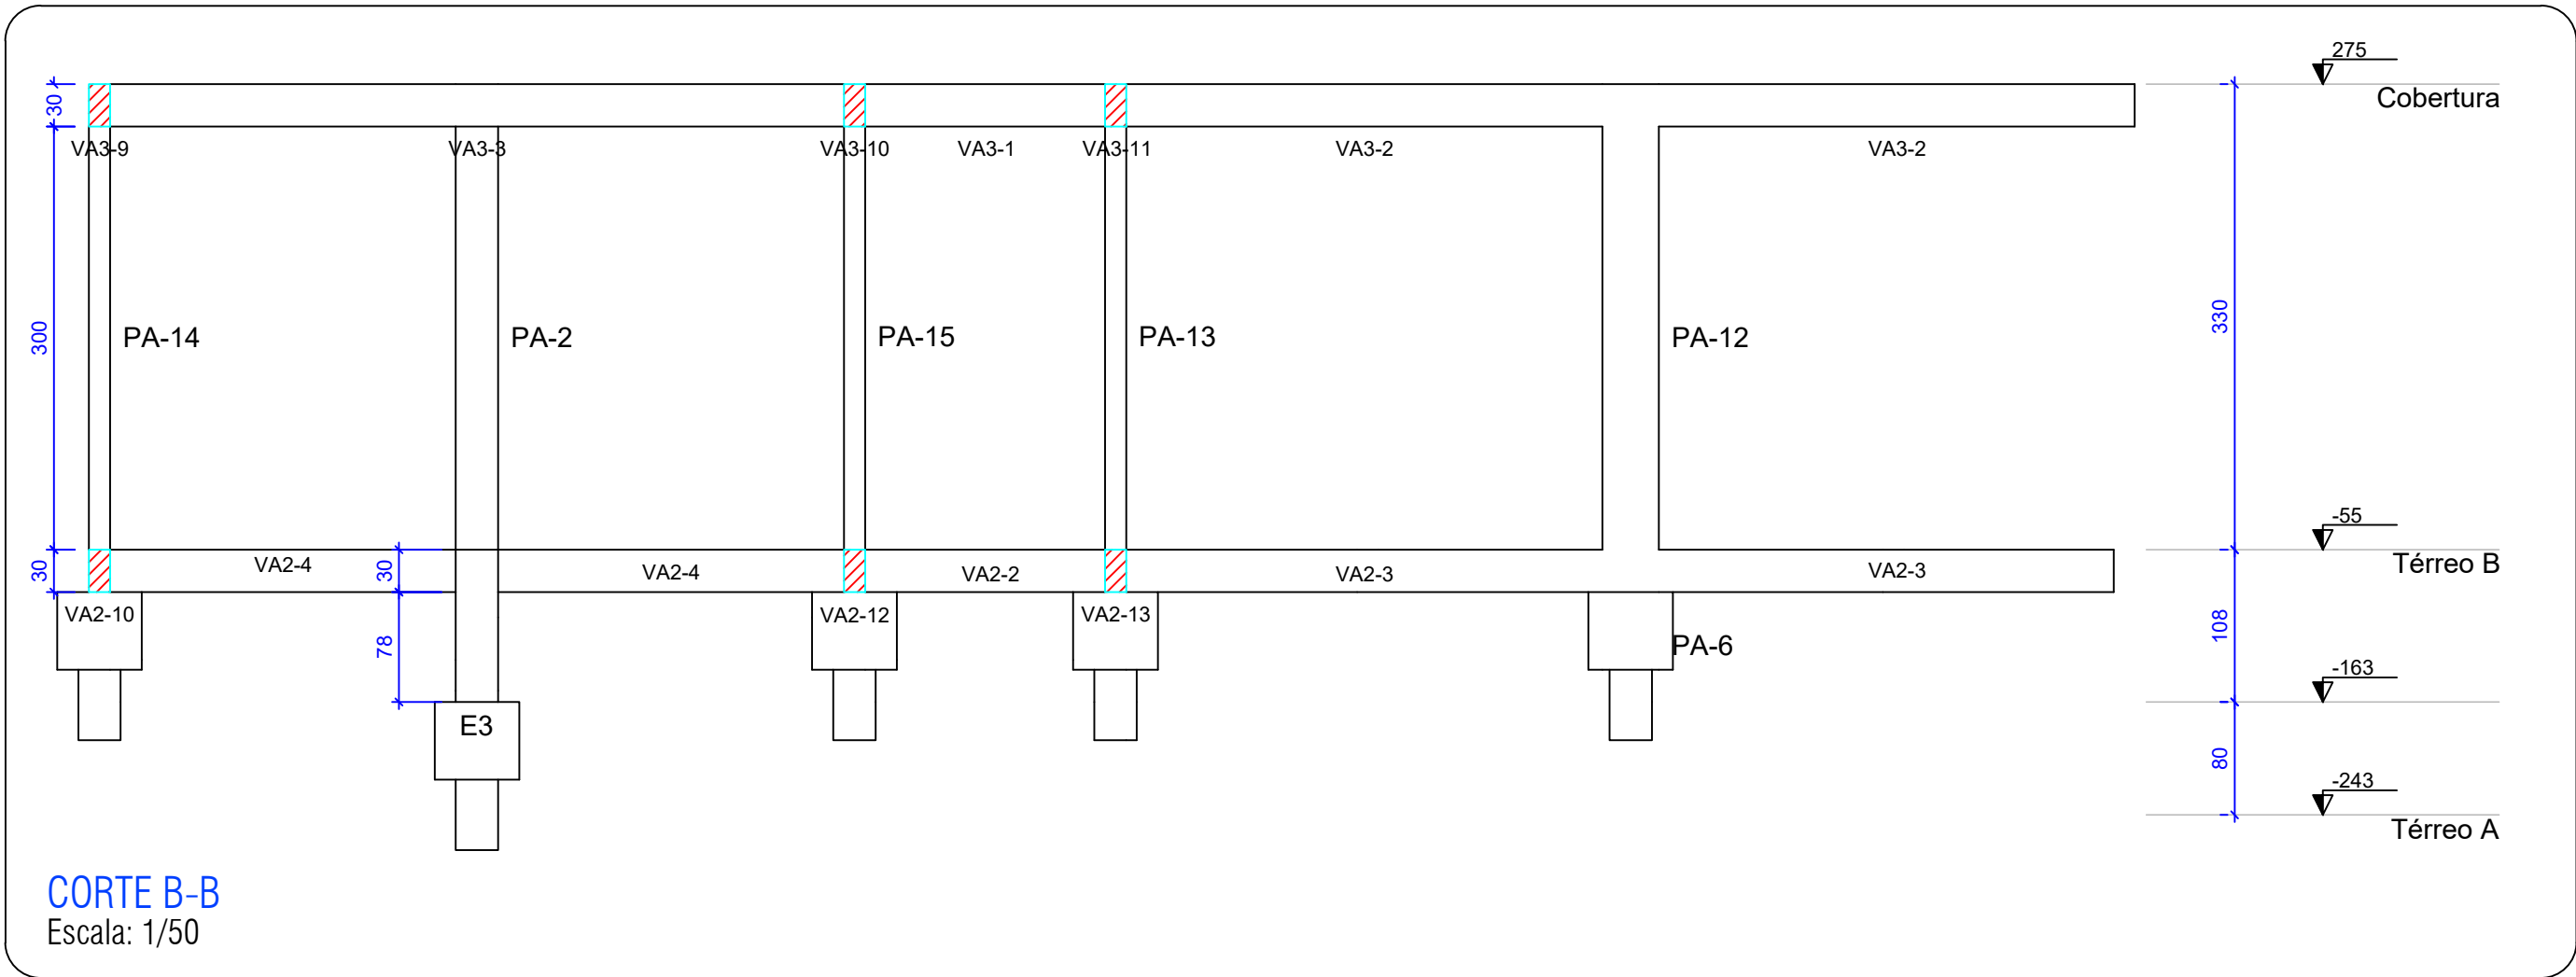 275
Cobertura
30
VA3-9
VA3-3
VA3-10
VA3-1
VA3-11
VA3-2
VA3-2
300
PA-14
PA-2
PA-15
PA-13
PA-12
330
-55
Térreo B
30
VA2-4
30
VA2-4
VA2-2
VA2-3
VA2-3
VA2-10
VA2-12
VA2-13
108
78
PA-6
-163
E3
80
-243
Térreo A
CORTE B-B
Escala: 1/50